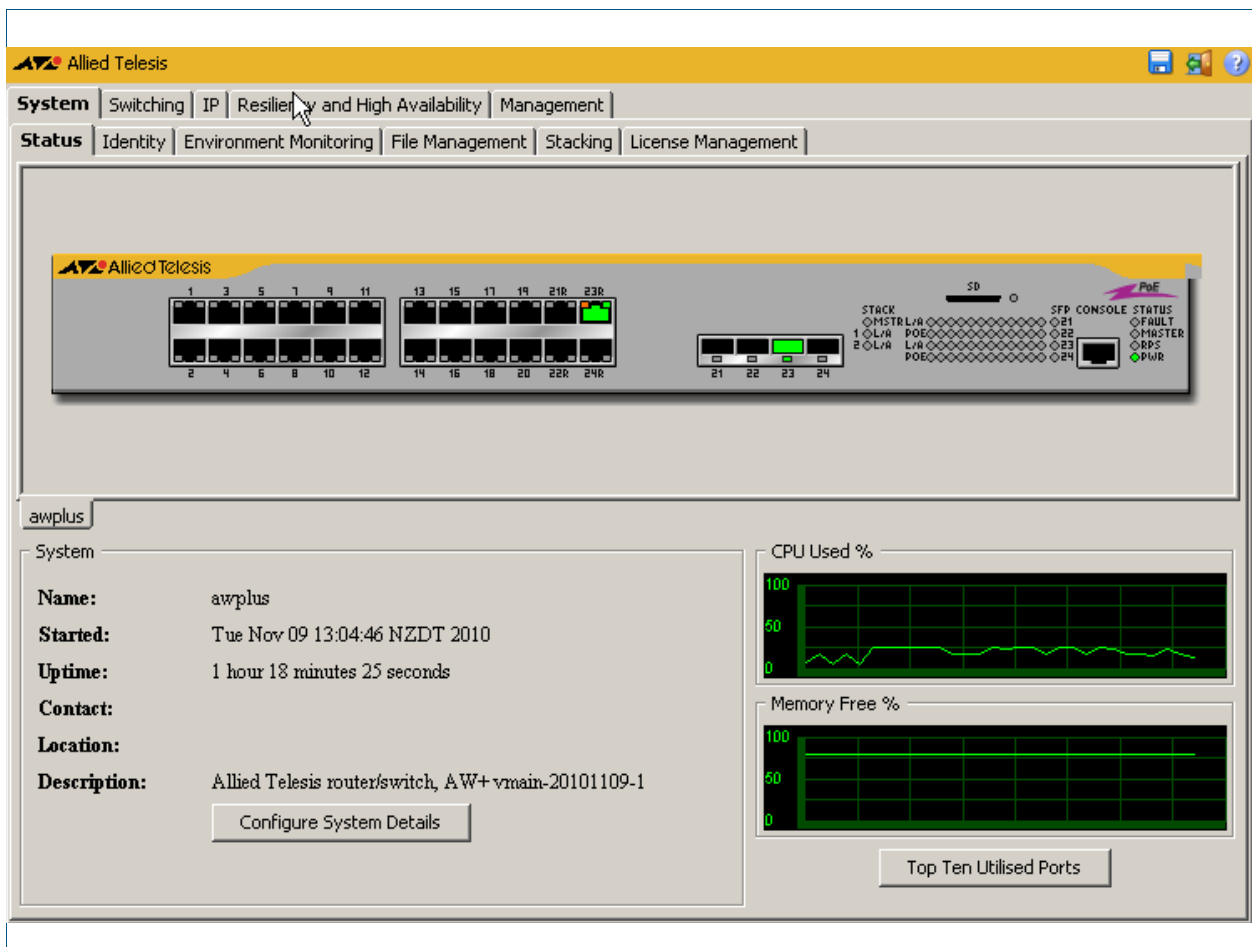 Allied Telesis
System Switching IP Resiliency and High Availability Management
Status Identity Environment Monitoring File Management Stacking License Management
Allied Telesis
1 3 5 7 9 11 13 15 17 19 21R 23R
2 4 6 8 10 12 14 16 18 20 22R 24R
21 22 23 24
SD
PoE
STACK SFP CONSOLE STATUS
MSTR L/A 21 FAULT
1 L/A POE 22 MASTER
2 L/A L/A 23 RPS
POE 24 PWR
awplus
System
Name: awplus
Started: Tue Nov 09 13:04:46 NZDT 2010
Uptime: 1 hour 18 minutes 25 seconds
Contact:
Location:
Description: Allied Telesis router/switch, AW+ vmain-20101109-1
Configure System Details
CPU Used %
100
50
0
Memory Free %
100
50
0
Top Ten Utilised Ports